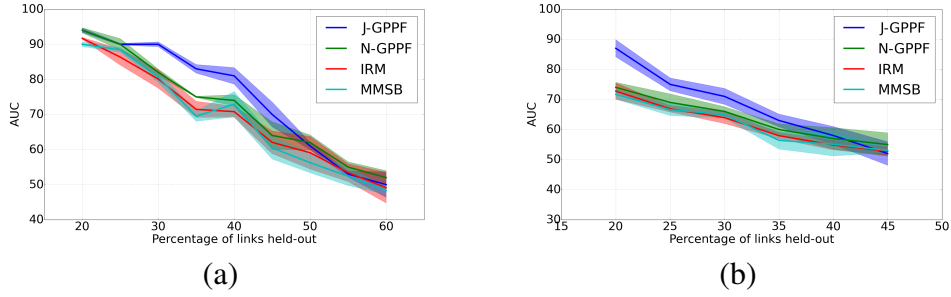 100
90
80
70
60
50
40
AUC
20
30
40
50
60
Percentage of links held-out
J-GPPF
N-GPPF
IRM
MMSB
(a)
100
90
80
70
60
50
40
30
AUC
15
20
25
30
35
40
45
50
Percentage of links held-out
J-GPPF
N-GPPF
IRM
MMSB
(b)